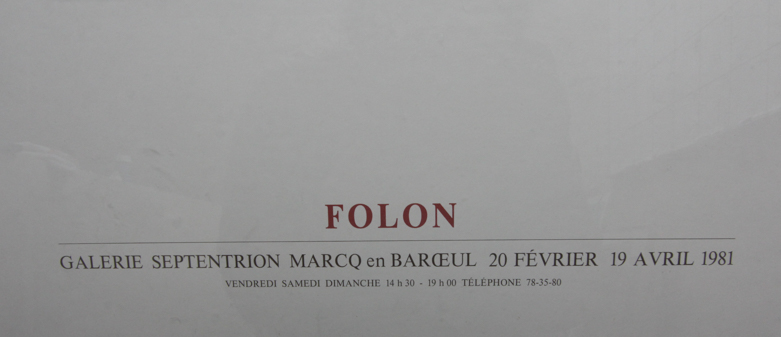 FOLON
GALERIE SEPTENTRION MARCQ en BARŒUL 20 FÉVRIER 19 AVRIL 1981
VENDREDI SAMEDI DIMANCHE 14 h 30 - 19 h 00 TÉLÉPHONE 78-35-80